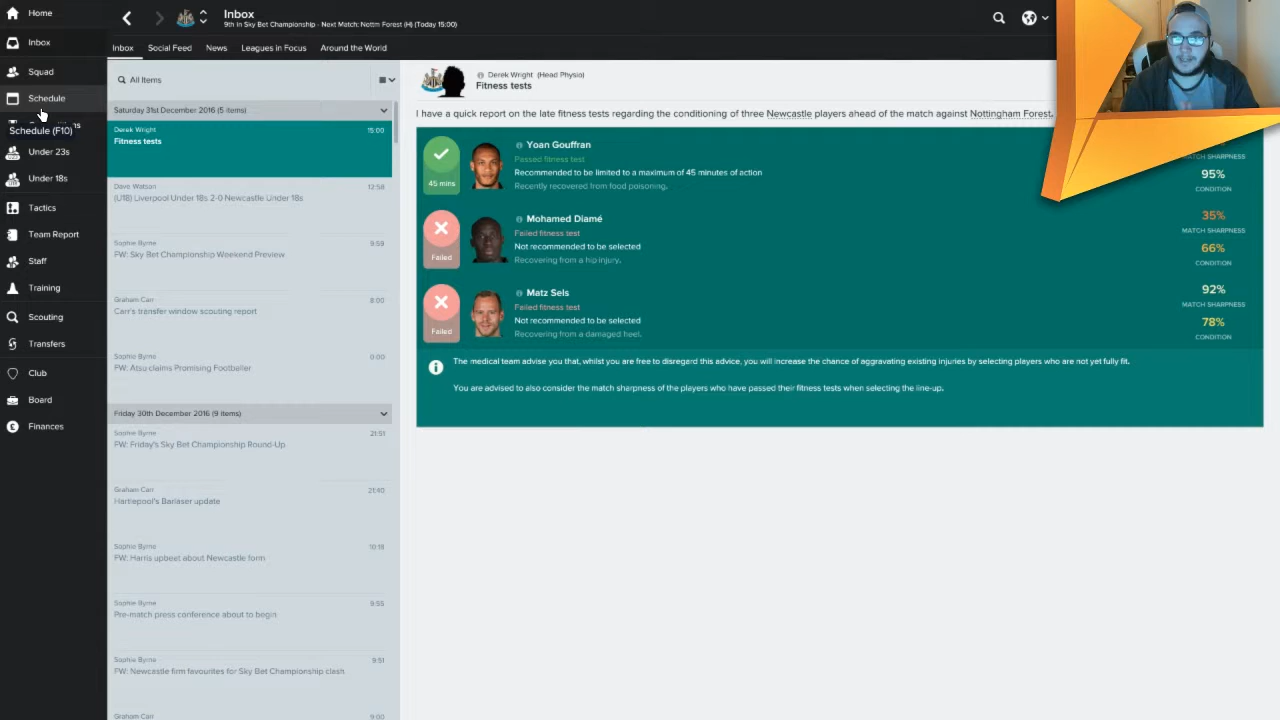 Home
Inbox
Squad
Schedule
Schedule (F10)
Under 23s
Under 18s
Tactics
Team Report
Staff
Training
Scouting
Transfers
Club
Board
Finances
Inbox
9th in Sky Bet Championship - Next Match: Nottm Forest (H) (Today 15:00)
Inbox Social Feed News Leagues in Focus Around the World
All Items
Saturday 31st December 2016 (5 items)
Derek Wright 15:00
Fitness tests
Dave Watson 12:58
(U18) Liverpool Under 18s 2-0 Newcastle Under 18s
Sophie Byrne 9:59
FW: Sky Bet Championship Weekend Preview
Graham Carr 8:00
Carr's transfer window scouting report
Sophie Byrne 0:00
FW: Atsu claims Promising Footballer
Friday 30th December 2016 (9 items)
Sophie Byrne 21:51
FW: Friday's Sky Bet Championship Round-Up
Graham Carr 21:40
Hartlepool's Barlaser update
Sophie Byrne 10:18
FW: Harris upbeat about Newcastle form
Sophie Byrne 9:55
Pre-match press conference about to begin
Sophie Byrne 9:51
FW: Newcastle firm favourites for Sky Bet Championship clash
Graham Carr 9:00
Derek Wright (Head Physio)
Fitness tests
I have a quick report on the late fitness tests regarding the conditioning of three Newcastle players ahead of the match against Nottingham Forest.
45 mins
Yoan Gouffran
Passed fitness test
Recommended to be limited to a maximum of 45 minutes of action
Recently recovered from food poisoning.
MATCH SHARPNESS
95%
CONDITION
Failed
Mohamed Diamé
Failed fitness test
Not recommended to be selected
Recovering from a hip injury.
35%
MATCH SHARPNESS
66%
CONDITION
Failed
Matz Sels
Failed fitness test
Not recommended to be selected
Recovering from a damaged heel.
92%
MATCH SHARPNESS
78%
CONDITION
The medical team advise you that, whilst you are free to disregard this advice, you will increase the chance of aggravating existing injuries by selecting players who are not yet fully fit.
You are advised to also consider the match sharpness of the players who have passed their fitness tests when selecting the line-up.